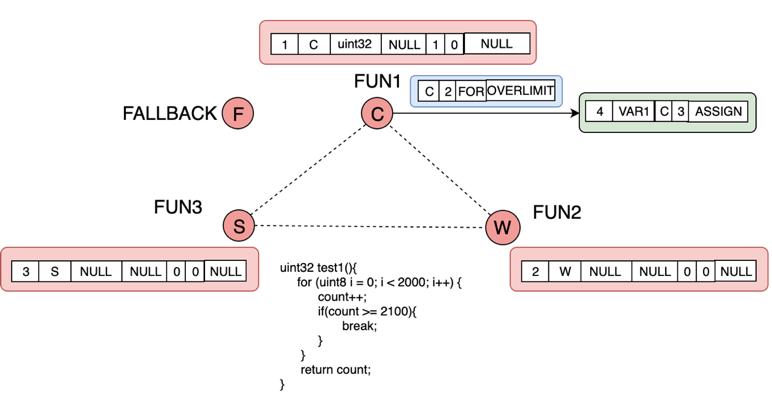 1 C uint32 NULL 1 0 NULL
FUN1
C 2 FOR OVERLIMIT
FALLBACK F
C
4 VAR1 C 3 ASSIGN
FUN3
S
FUN2
W
3 S NULL NULL 0 0 NULL
2 W NULL NULL 0 0 NULL
uint32 test1(){
for (uint8 i = 0; i < 2000; i++) {
count++;
if(count >= 2100){
break;
}
}
return count;
}